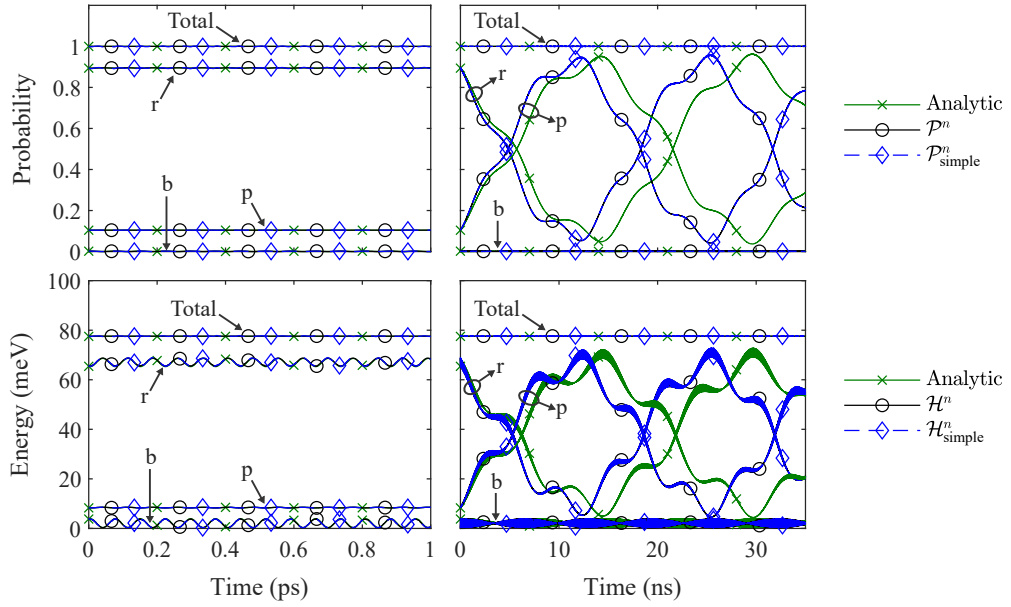 Total
r
b
p
1
0.8
0.6
0.4
0.2
0
Probability
Total
r
p
b
Analytic
𝒫ⁿ
𝒫ⁿsimple
100
80
60
40
20
0
Energy (meV)
Total
r
b
p
0 0.2 0.4 0.6 0.8 1
Time (ps)
Total
r
p
b
0 10 20 30
Time (ns)
Analytic
ℋⁿ
ℋⁿsimple